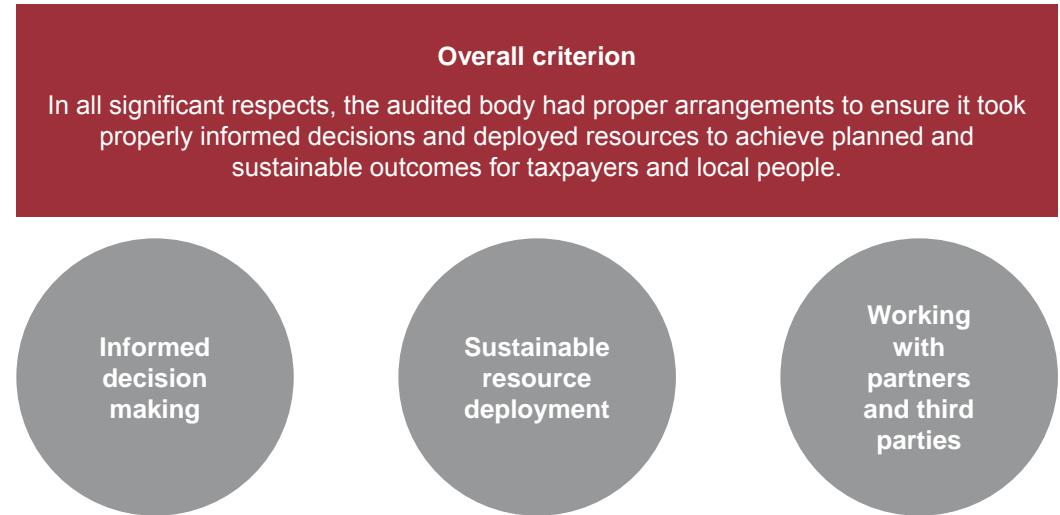 Overall criterion
In all significant respects, the audited body had proper arrangements to ensure it took
properly informed decisions and deployed resources to achieve planned and
sustainable outcomes for taxpayers and local people.
Informed
decision
making
Sustainable
resource
deployment
Working
with
partners
and third
parties